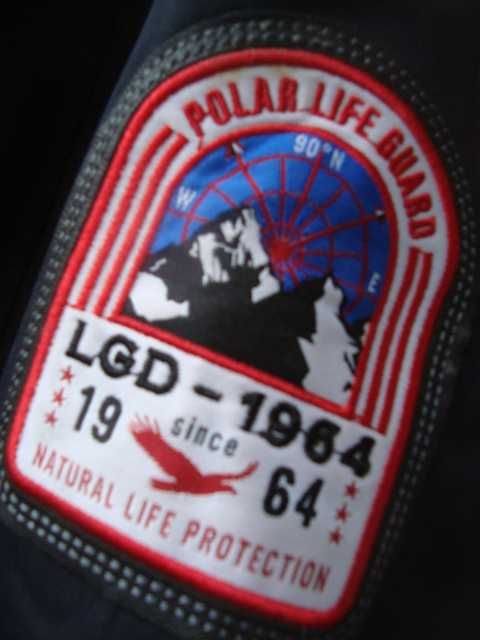 POLAR LIFE GUARD
90°N
W
E
LGD - 1964
19 since 64
NATURAL LIFE PROTECTION